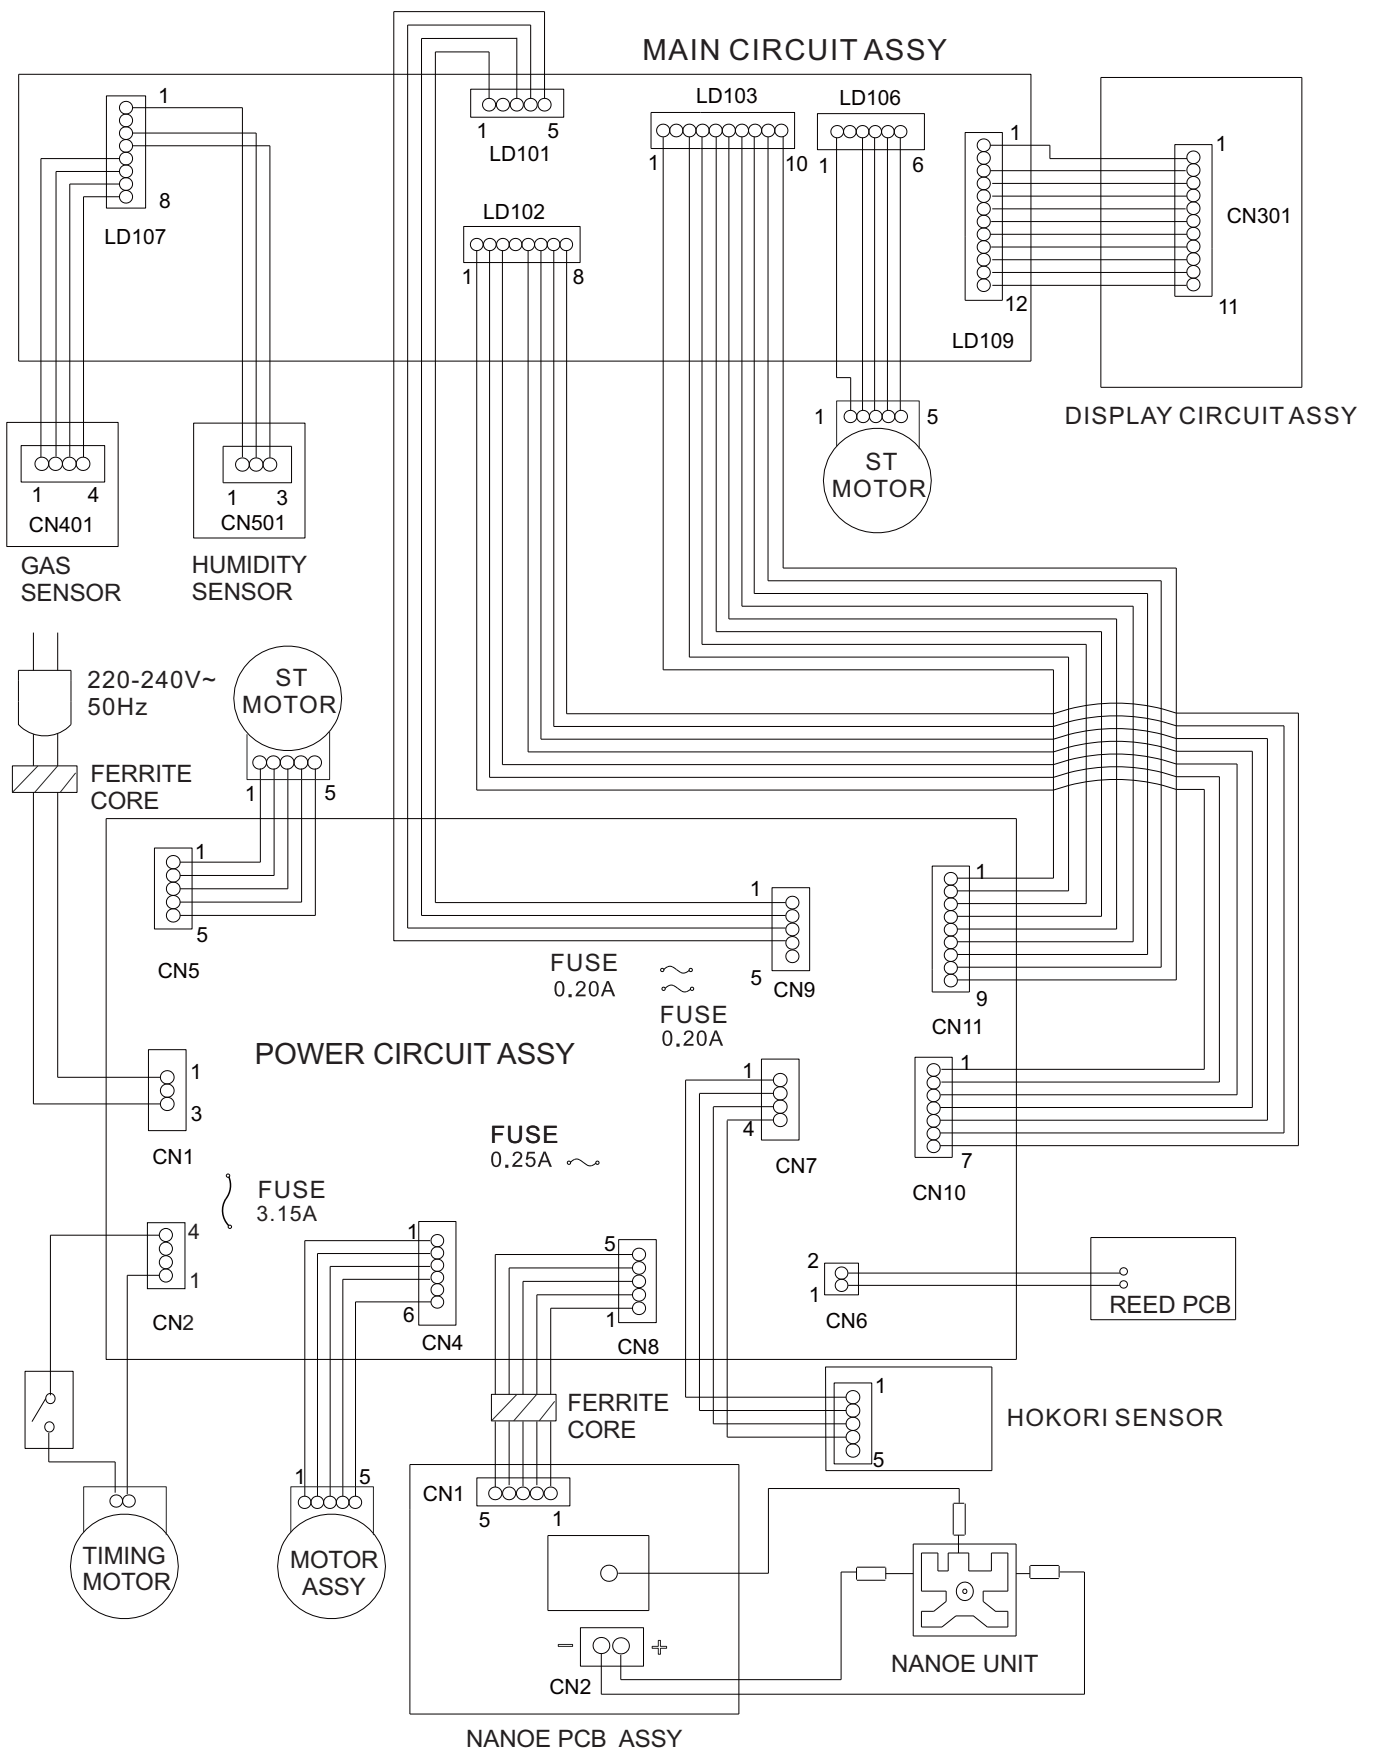 MAIN CIRCUIT ASSY
1
8
LD107
1 5
LD101
LD102
1 8
LD103
1 10
LD106
1 6
1
12
LD109
1
CN301
11
DISPLAY CIRCUIT ASSY
1 4
CN401
GAS
SENSOR
1 3
CN501
HUMIDITY
SENSOR
1 5
ST
MOTOR
220-240V~
50Hz
ST
MOTOR
1 5
FERRITE
CORE
1
5
CN5
1
5
CN9
FUSE
0.20A
FUSE
0.20A
1
9
CN11
POWER CIRCUIT ASSY
1
3
CN1
1
4
CN7
1
7
CN10
FUSE
0.25A
FUSE
3.15A
4
1
CN2
1
6
CN4
5
1
CN8
2
1
CN6
REED PCB
FERRITE
CORE
1
5
HOKORI SENSOR
TIMING
MOTOR
1 5
MOTOR
ASSY
CN1
5 1
− +
CN2
NANOE UNIT
NANOE PCB ASSY